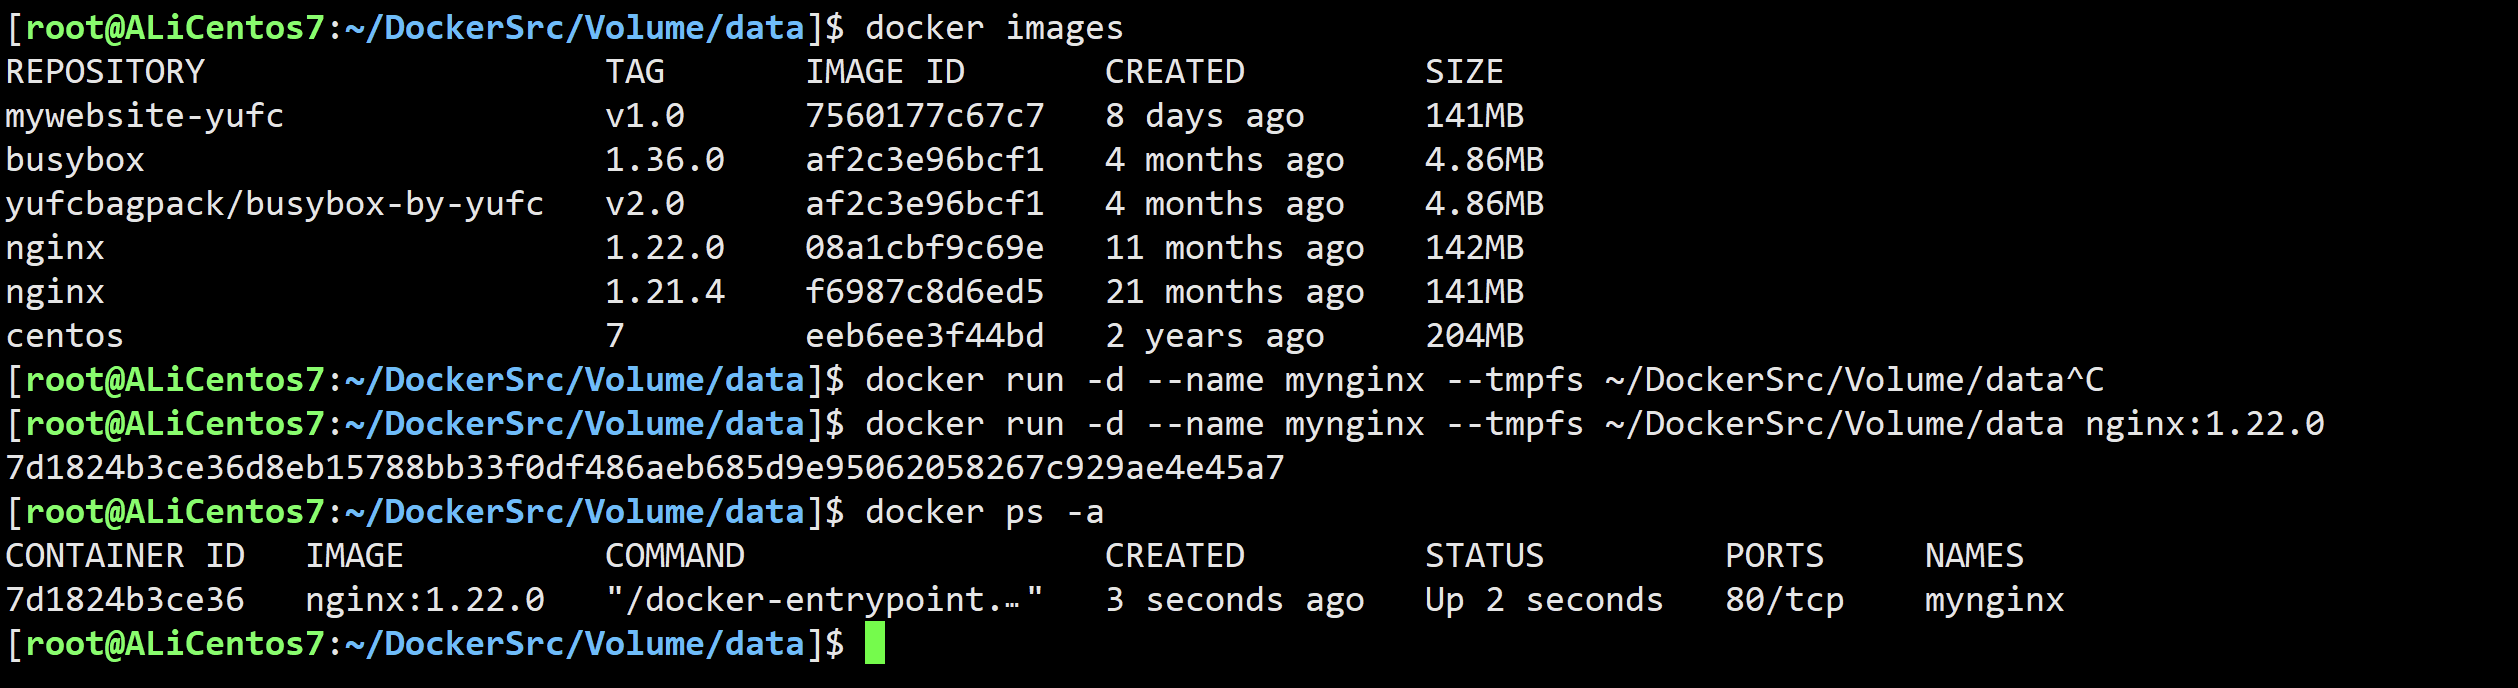 [root@ALiCentos7:~/DockerSrc/Volume/data]$ docker images
REPOSITORY                    TAG       IMAGE ID       CREATED         SIZE
mywebsite-yufc                v1.0      7560177c67c7   8 days ago      141MB
busybox                       1.36.0    af2c3e96bcf1   4 months ago    4.86MB
yufcbagpack/busybox-by-yufc   v2.0      af2c3e96bcf1   4 months ago    4.86MB
nginx                         1.22.0    08a1cbf9c69e   11 months ago   142MB
nginx                         1.21.4    f6987c8d6ed5   21 months ago   141MB
centos                        7         eeb6ee3f44bd   2 years ago     204MB
[root@ALiCentos7:~/DockerSrc/Volume/data]$ docker run -d --name mynginx --tmpfs ~/DockerSrc/Volume/data^C
[root@ALiCentos7:~/DockerSrc/Volume/data]$ docker run -d --name mynginx --tmpfs ~/DockerSrc/Volume/data nginx:1.22.0
7d1824b3ce36d8eb15788bb33f0df486aeb685d9e95062058267c929ae4e45a7
[root@ALiCentos7:~/DockerSrc/Volume/data]$ docker ps -a
CONTAINER ID   IMAGE          COMMAND                  CREATED         STATUS         PORTS     NAMES
7d1824b3ce36   nginx:1.22.0   "/docker-entrypoint.…"   3 seconds ago   Up 2 seconds   80/tcp    mynginx
[root@ALiCentos7:~/DockerSrc/Volume/data]$